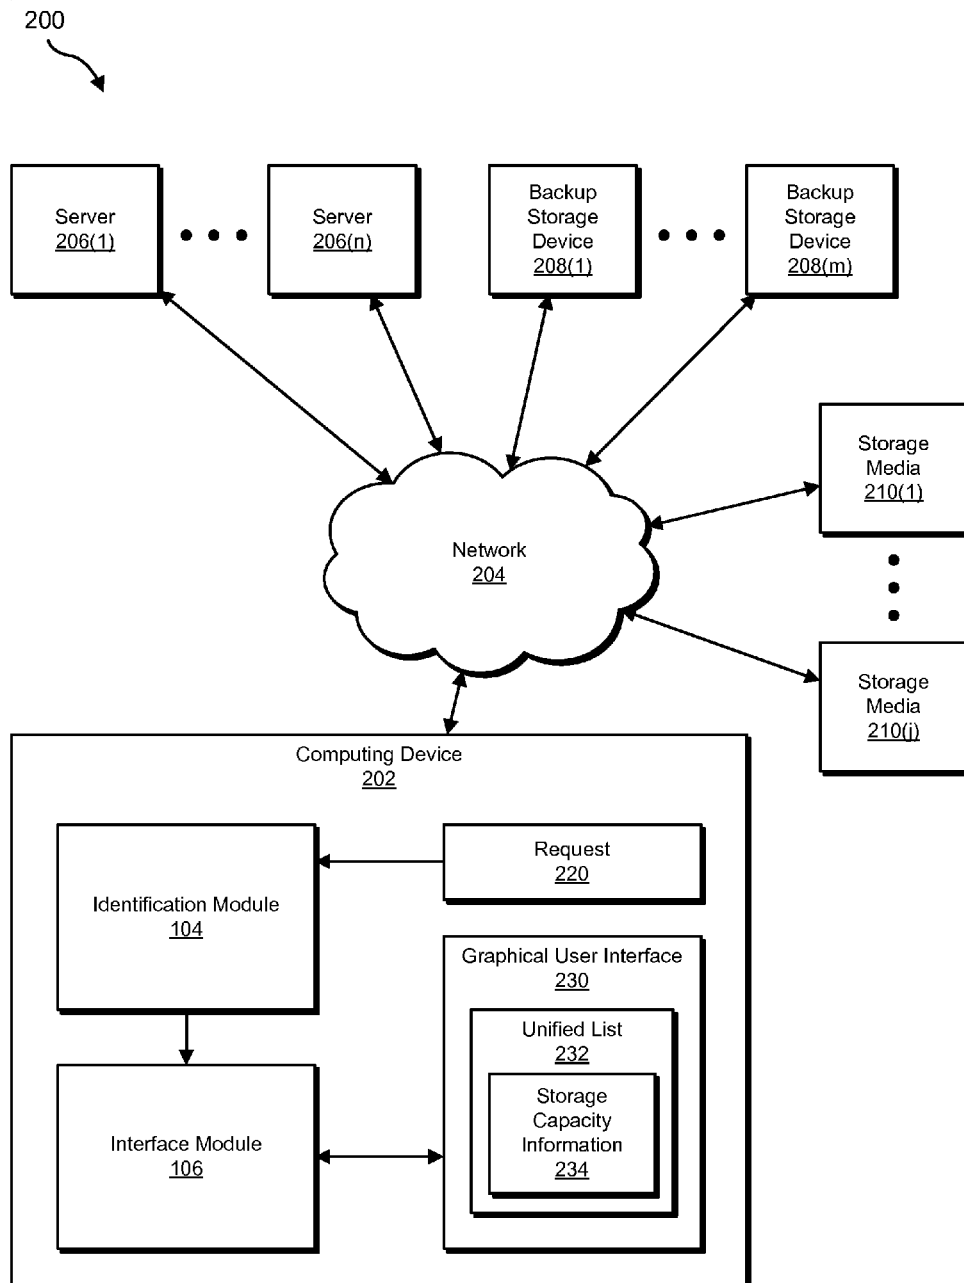 200
Server
206(1)
Server
206(n)
Backup
Storage
Device
208(1)
Backup
Storage
Device
208(m)
Storage
Media
210(1)
Network
204
Storage
Media
210(j)
Computing Device
202
Request
220
Identification Module
104
Graphical User Interface
230
Unified List
232
Storage
Capacity
Information
234
Interface Module
106